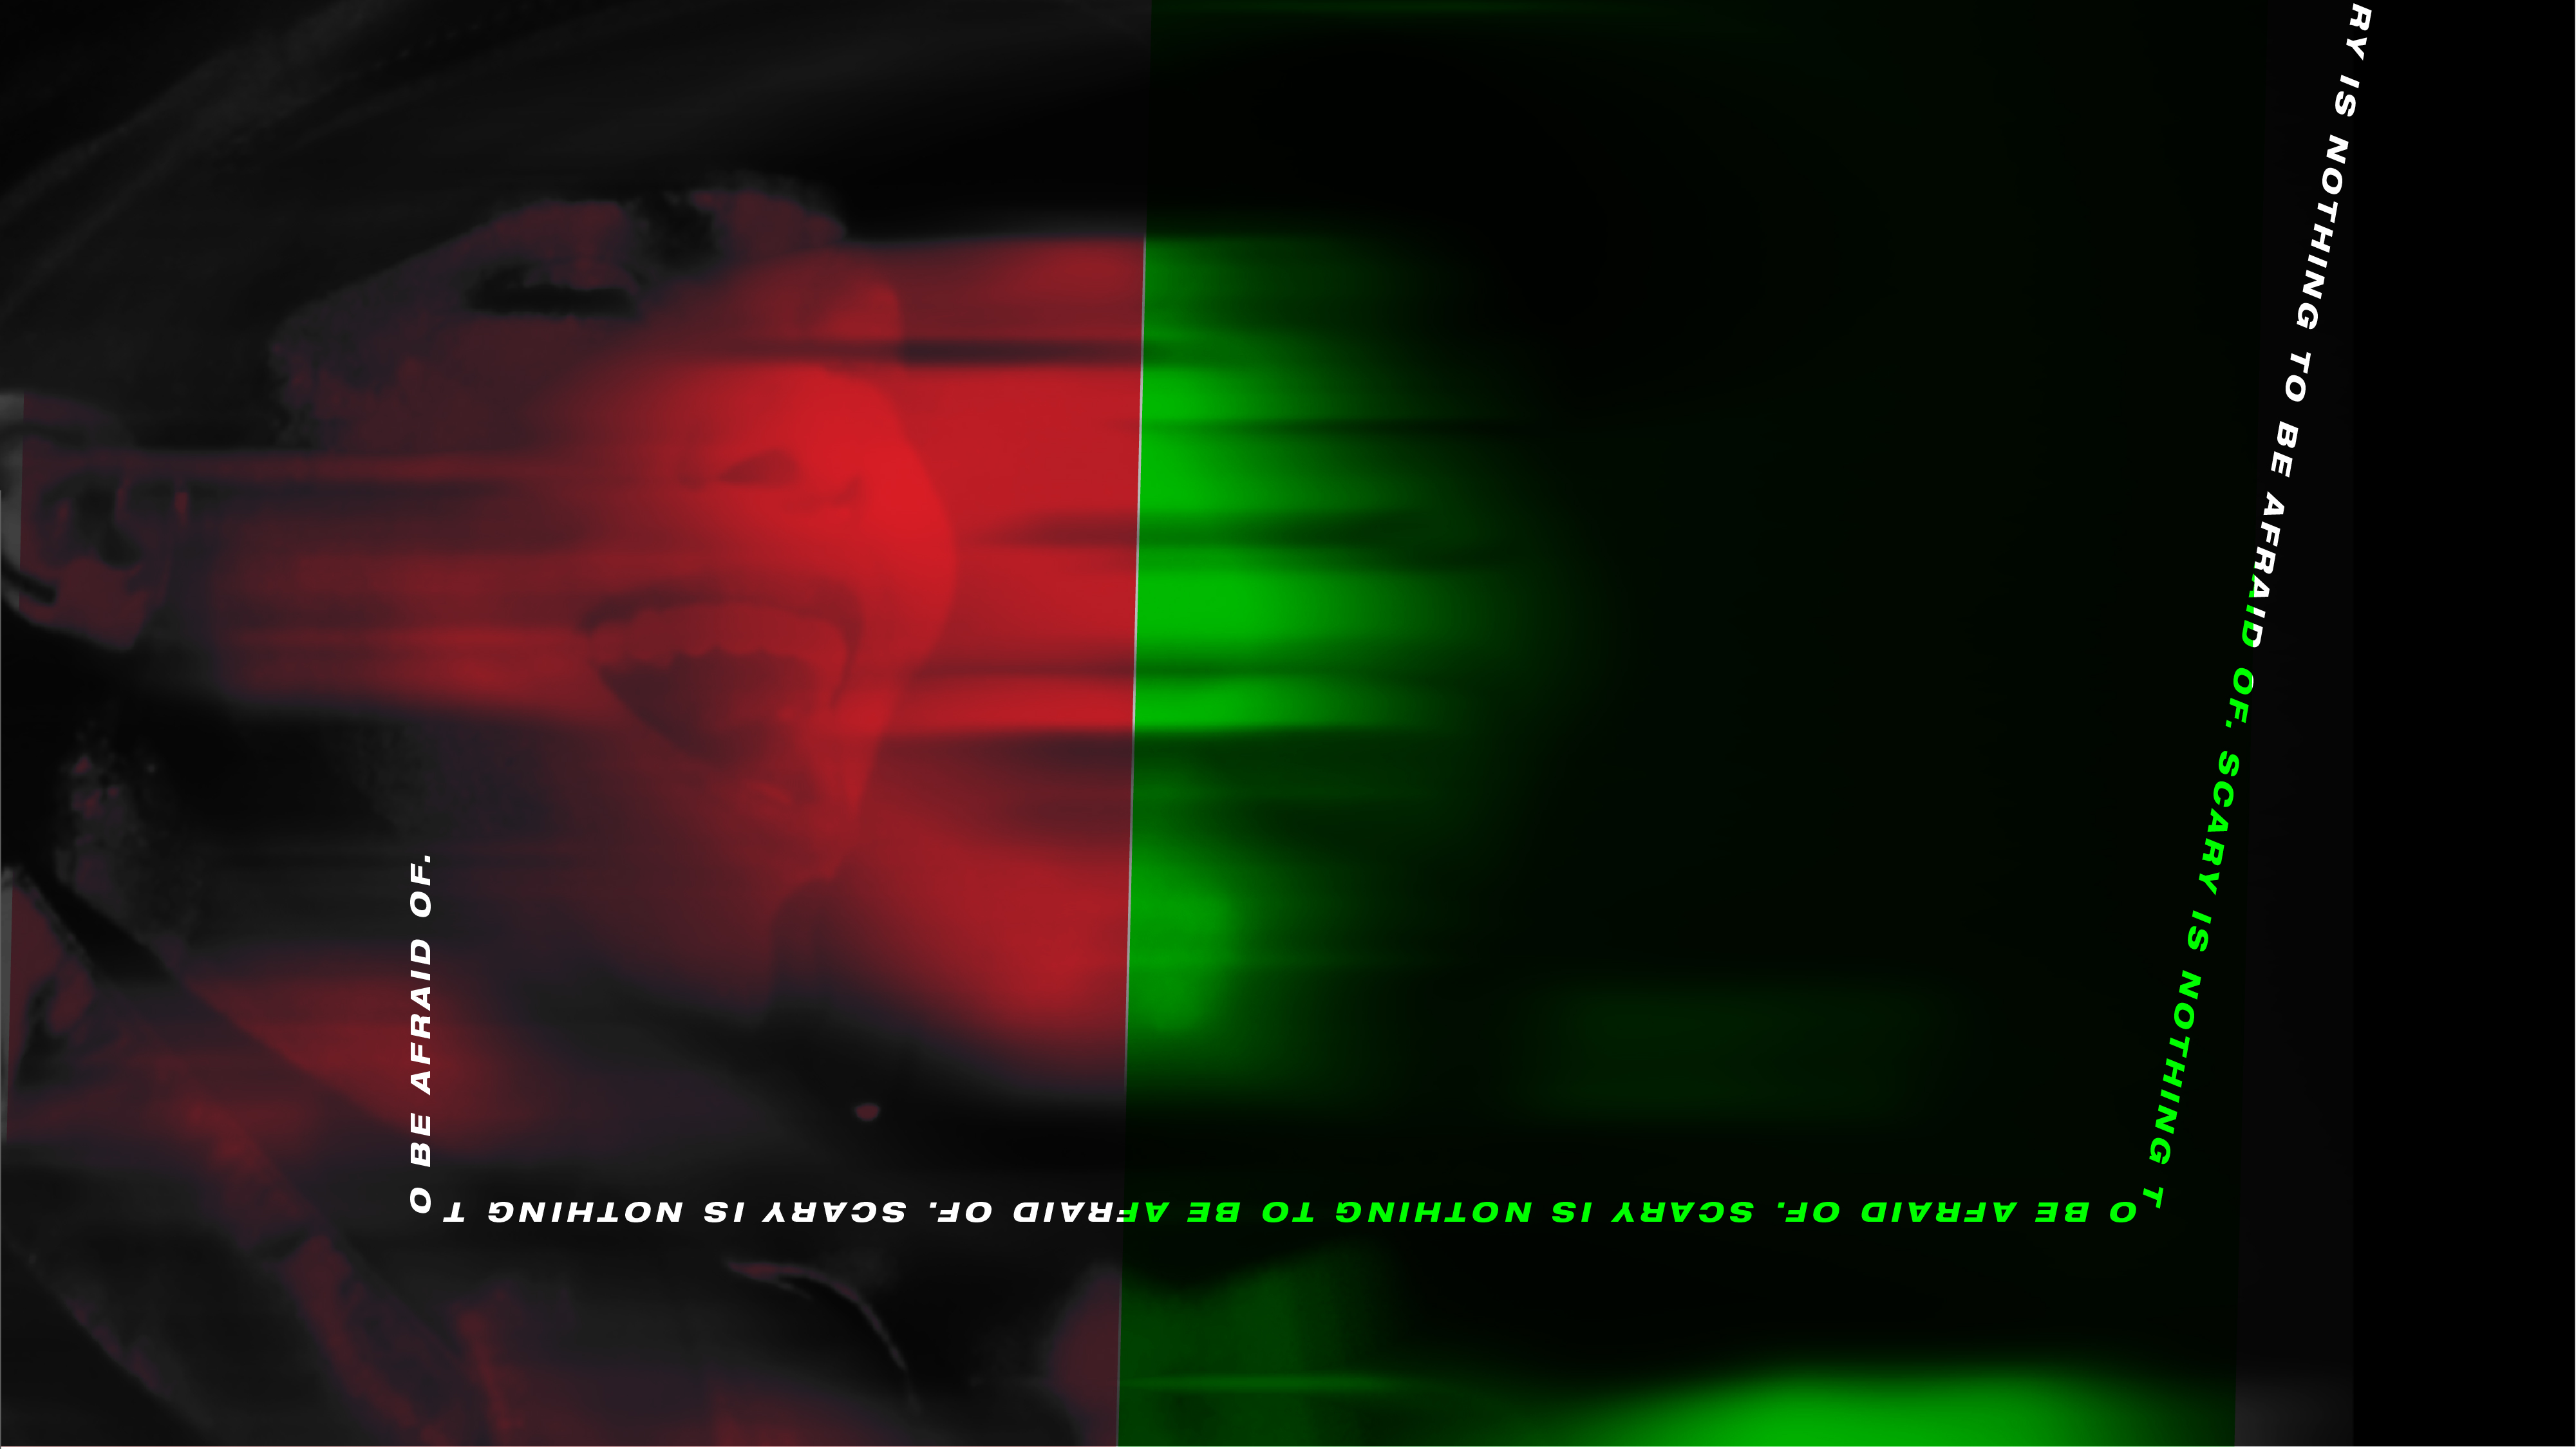 RY IS NOTHING TO BE AFRAID OF. SCARY IS NOTHING T
O BE AFRAID OF. SCARY IS NOTHING TO BE AFRAID OF. SCARY IS NOTHING T
O BE AFRAID OF.